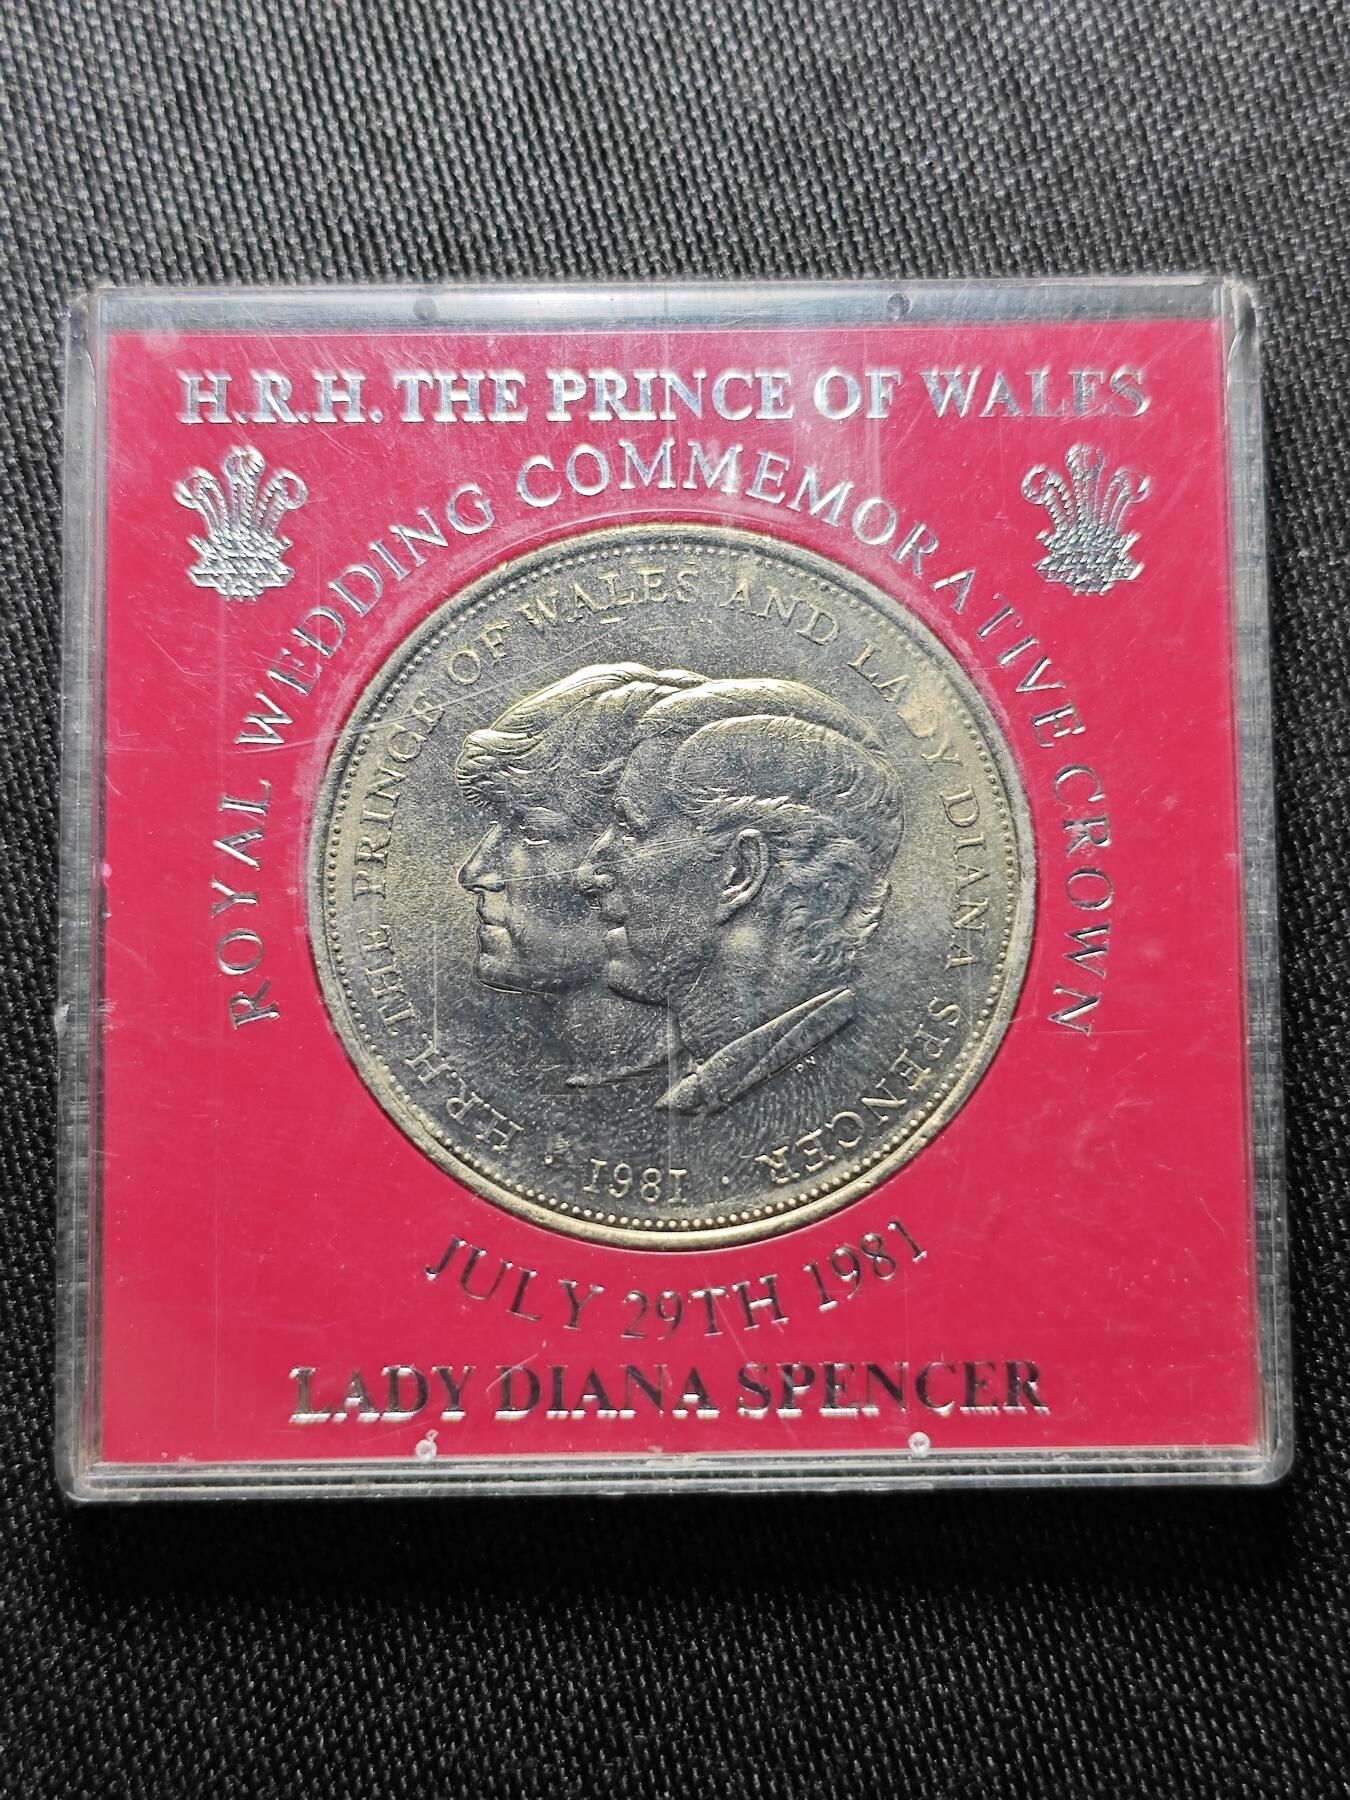 H.R.H. THE PRINCE OF WALES
ROYAL WEDDING COMMEMORATIVE CROWN
H.R.H. THE PRINCE OF WALES AND LADY DIANA SPENCER
· 1981 ·
JULY 29TH 1981
LADY DIANA SPENCER